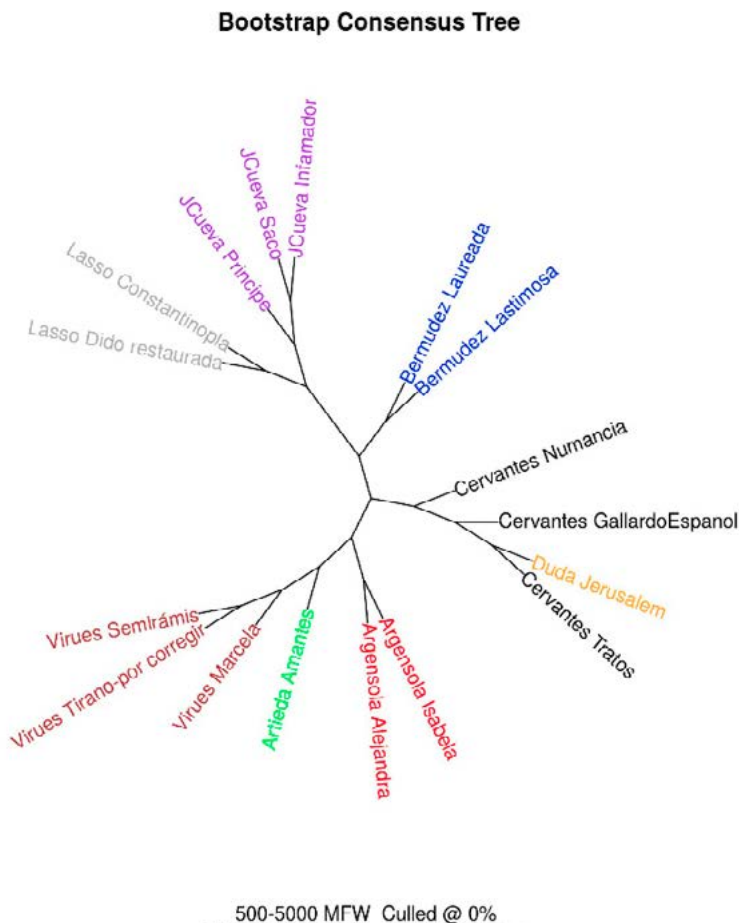 Bootstrap Consensus Tree
JCueva Infamador
JCueva Saco
JCueva Principe
Lasso Constantinopla
Lasso Dido restaurada
Bermudez Laureada
Bermudez Lastimosa
Cervantes Numancia
Cervantes GallardoEspanol
Duda Jerusalem
Cervantes Tratos
Argensola Isabela
Argensola Alejandra
Artieda Amantes
Virues Marcela
Virues Tirano-por corregir
Virues Semirámis
500-5000 MFW Culled @ 0%